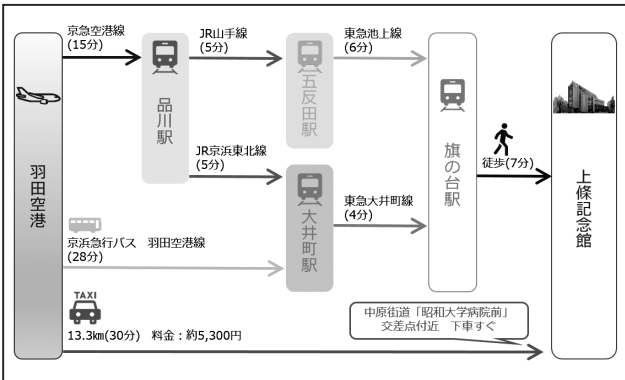 京急空港線
(15分)
JR山手線
(5分)
東急池上線
(6分)
羽田空港
品川駅
五反田駅
旗の台駅
徒歩(7分)
上條記念館
JR京浜東北線
(5分)
大井町駅
東急大井町線
(4分)
京浜急行バス　羽田空港線
(28分)
TAXI
13.3km(30分)　料金：約5,300円
中原街道「昭和大学病院前」
交差点付近　下車すぐ